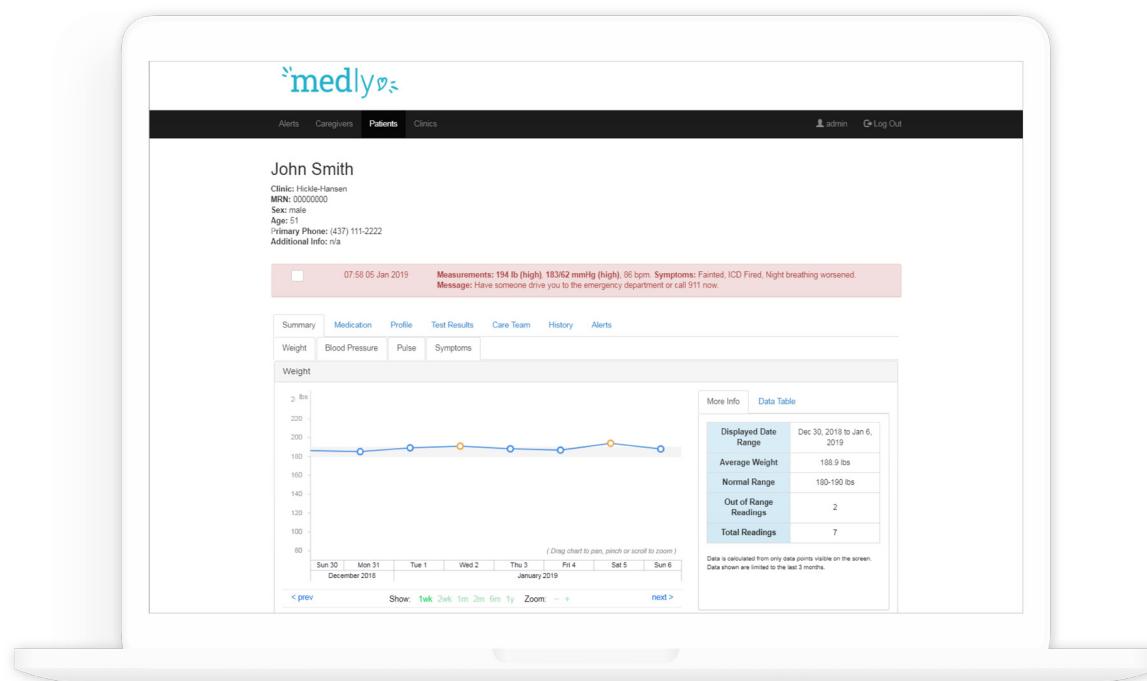 medly
Alerts Caregivers Patients Clinics admin Log Out
John Smith
Clinic: Hickle-Hansen
MRN: 00000000
Sex: male
Age: 51
Primary Phone: (437) 111-2222
Additional Info: n/a
07:58 05 Jan 2019 Measurements: 194 lb (high), 183/62 mmHg (high), 86 bpm. Symptoms: Fainted, ICD Fired, Night breathing worsened.
Message: Have someone drive you to the emergency department or call 911 now.
Summary Medication Profile Test Results Care Team History Alerts
Weight Blood Pressure Pulse Symptoms
Weight
lbs
220
200
180
160
140
120
100
80
( Drag chart to pan, pinch or scroll to zoom )
Sun 30 Mon 31 Tue 1 Wed 2 Thu 3 Fri 4 Sat 5 Sun 6
December 2018 January 2019
< prev Show: 1wk 2wk 1m 2m 6m 1y Zoom: − + next >
More Info Data Table
Displayed Date Range Dec 30, 2018 to Jan 6, 2019
Average Weight 188.9 lbs
Normal Range 180-190 lbs
Out of Range Readings 2
Total Readings 7
Data is calculated from only data points visible on the screen.
Data shown are limited to the last 3 months.